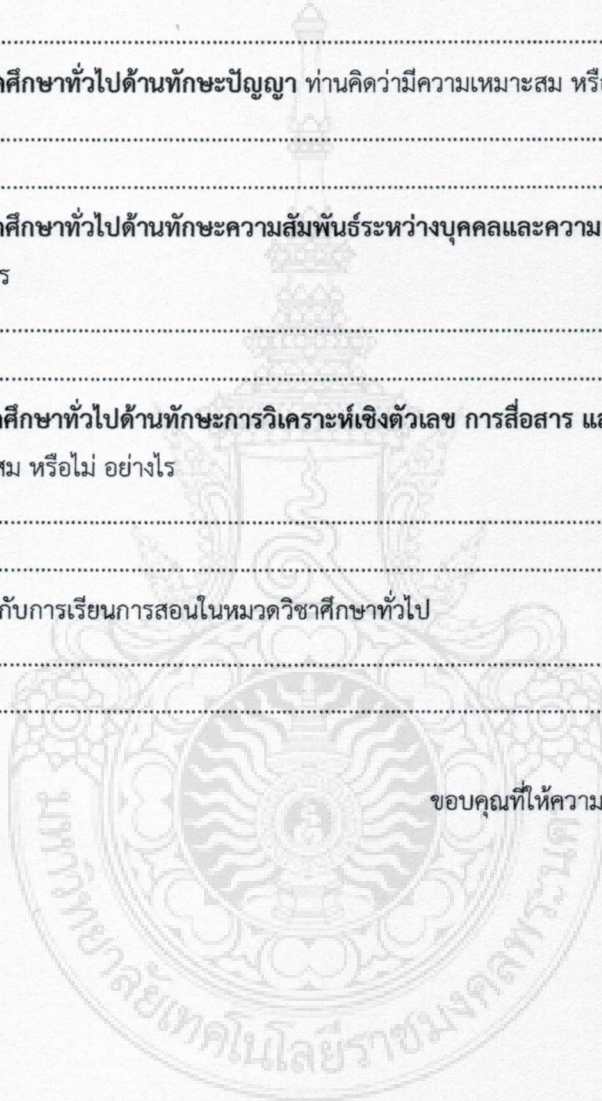 ศึกษาทั่วไปด้านทักษะปัญญา ท่านคิดว่ามีความเหมาะสม
ศึกษาทั่วไปด้านทักษะความสัมพันธ์ระหว่างบุคคลและความ
ร
ศึกษาทั่วไปด้านทักษะการวิเคราะห์เชิงตัวเลข การสื่อสาร
สม หรือไม่ อย่างไร
กับการเรียนการสอนในหมวดวิชาศึกษาทั่วไป
ขอบคุณที่ให้ความ
มหาวิทยาลัยเทคโนโลยีราชมงคลพระนค